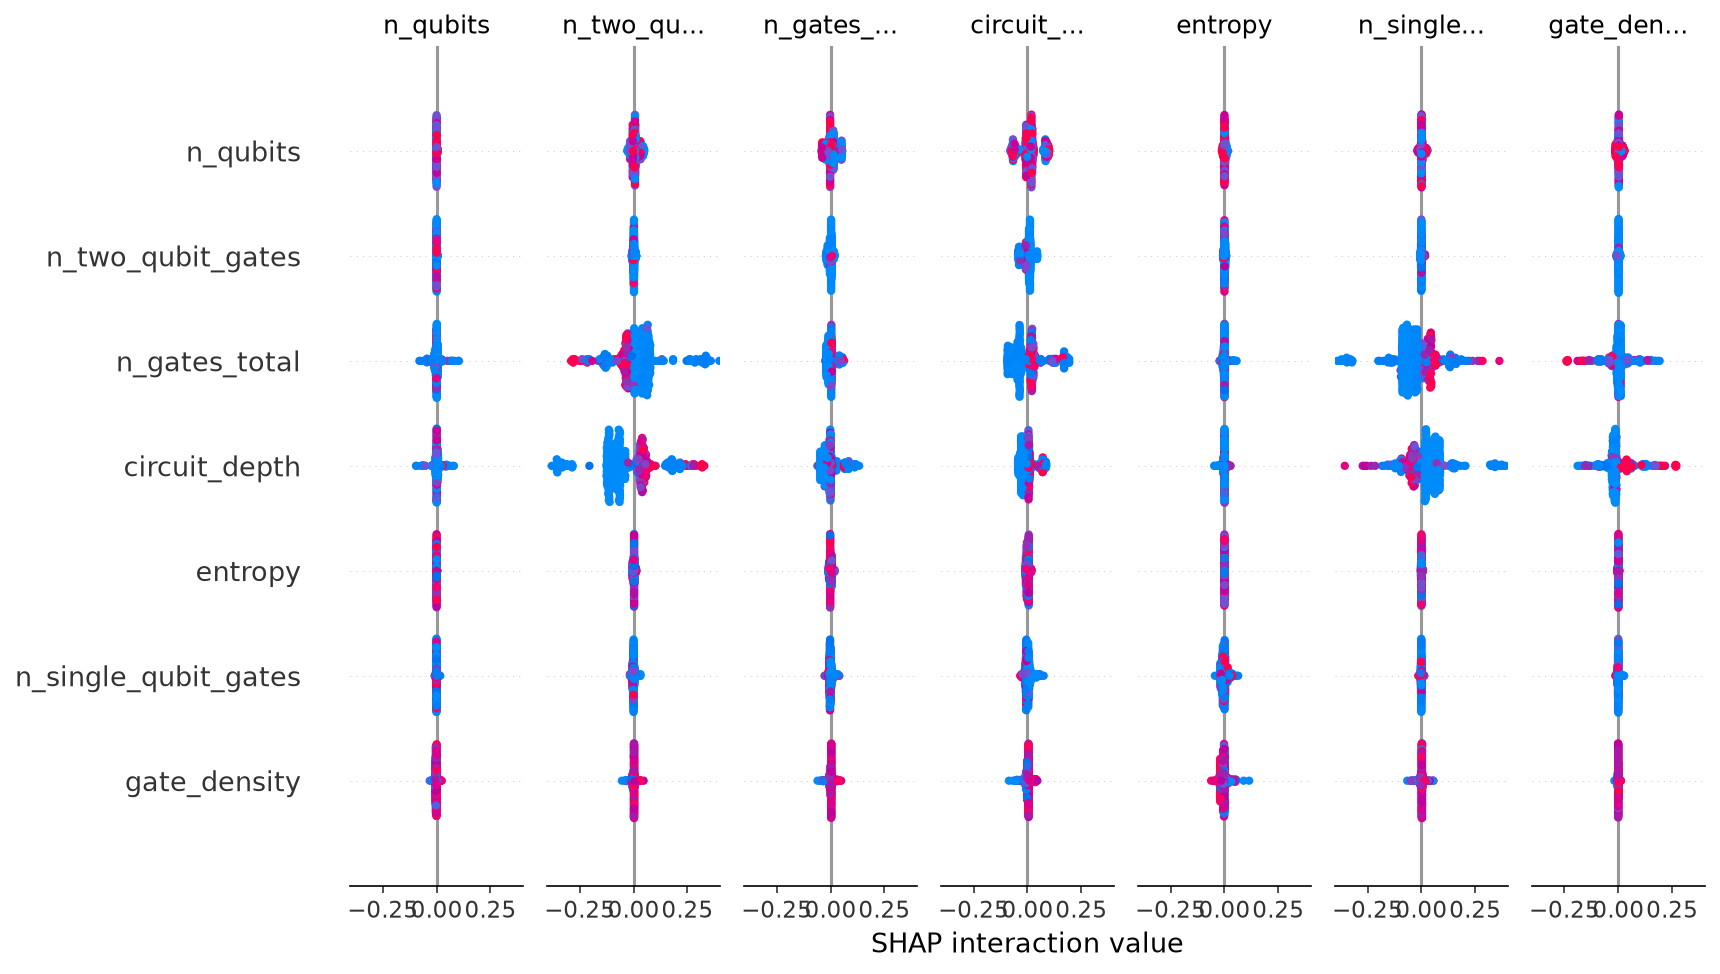 n_qubits n_two_qu... n_gates_... circuit_... entropy n_single... gate_den...
n_qubits
n_two_qubit_gates
n_gates_total
circuit_depth
entropy
n_single_qubit_gates
gate_density
−0.25 0.00 0.25 −0.25 0.00 0.25 −0.25 0.00 0.25 −0.25 0.00 0.25 −0.25 0.00 0.25 −0.25 0.00 0.25 −0.25 0.00 0.25
SHAP interaction value